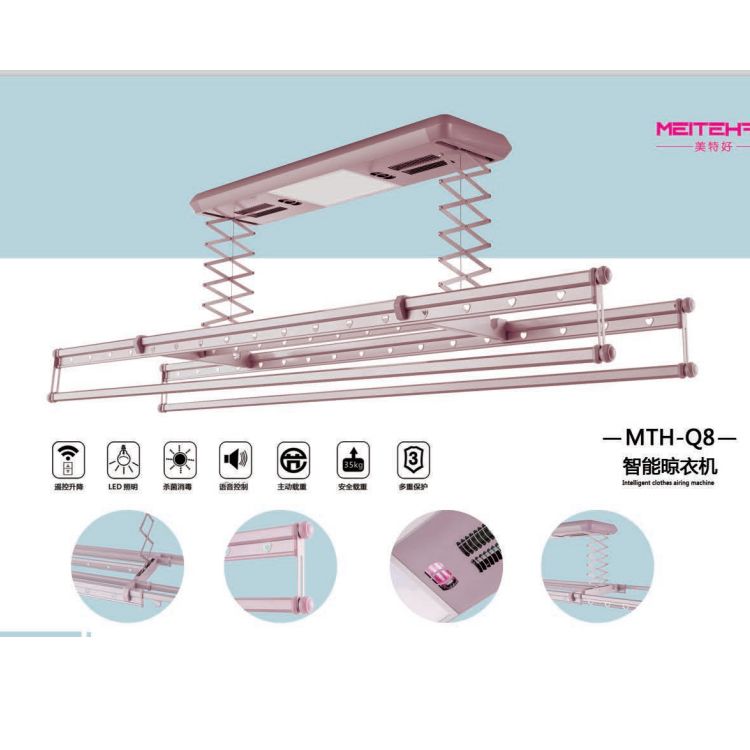 MEITEHA
美特好
MTH-Q8
智能晾衣机
Intelligent clothes airing machine
35kg
3
遥控升降
LED 照明
杀菌消毒
语音控制
主动载重
安全载重
多重保护